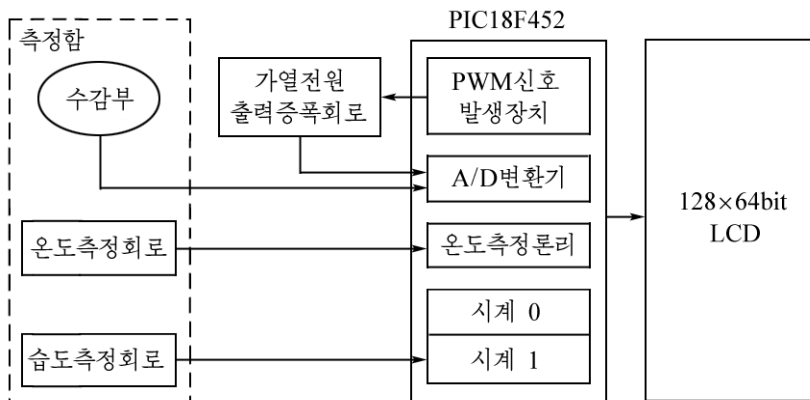 PIC18F452
측정함
수감부
가열전원
출력증폭회로
PWM신호
발생장치
A/D변환기
128×64bit
LCD
온도측정회로
온도측정론리
시계 0
습도측정회로
시계 1